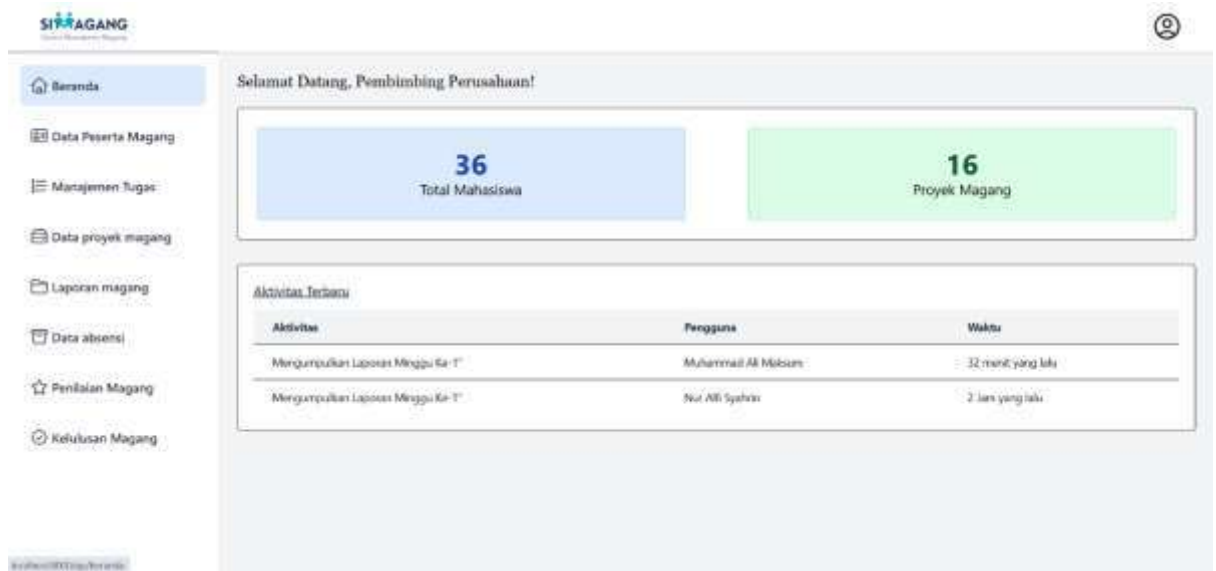 SIMAGANG
Beranda
Data Peserta Magang
Manajemen Tugas
Data proyek magang
Laporan magang
Data absensi
Penilaian Magang
Kelulusan Magang
Selamat Datang, Pembimbing Perusahaan!
36
Total Mahasiswa
16
Proyek Magang
Aktivitas Terbaru
Aktivitas Pengguna Waktu
Mengumpulkan Laporan Minggu Ke-1" Muhammad Ali Maksum 32 menit yang lalu
Mengumpulkan Laporan Minggu Ke-1" Nur Alfi 2 Jam yang lalu